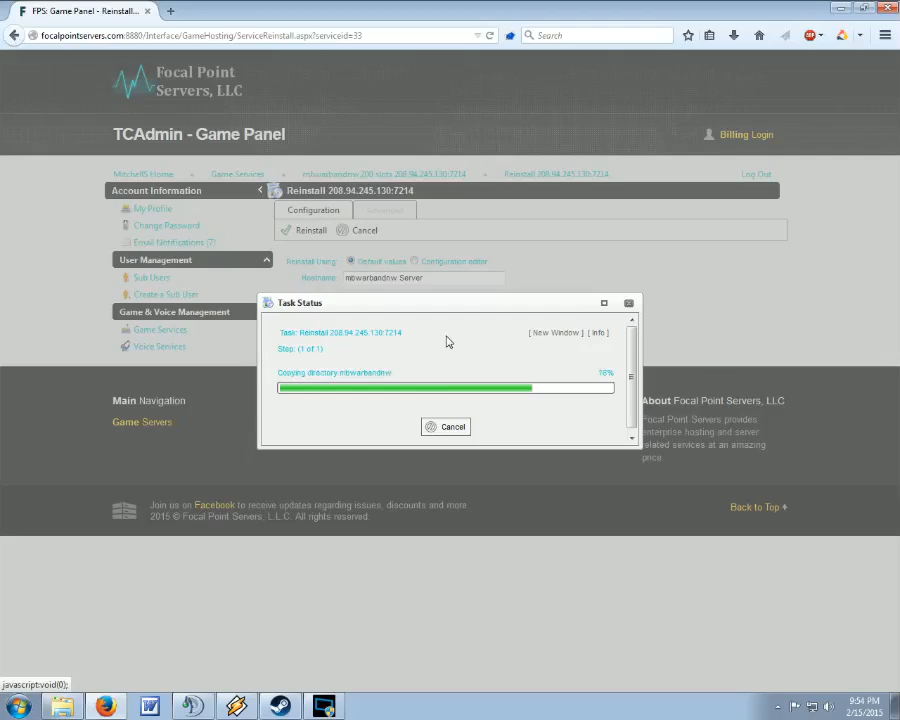 FPS: Game Panel - Reinstall...
focalpointservers.com:8880/Interface/GameHosting/ServiceReinstall.aspx?serviceid=33
Search
Focal Point
Servers, LLC
TCAdmin - Game Panel
Billing Login
MitchellS Home
Game Services
mbwarbandnw,200 slots 208.94.245.130:7214
Reinstall 208.94.245.130:7214
Log Out
Account Information
Reinstall 208.94.245.130:7214
My Profile
Configuration
Change Password
Reinstall
Cancel
Email Notifications (7)
User Management
Reinstall Using:
Default values
Configuration editor
Sub Users
Hostname:
mbwarbandnw Server
Create a Sub User
Game & Voice Management
Game Services
Voice Services
Task Status
Task: Reinstall 208.94.245.130:7214
[ New Window ] [ Info ]
Step: (1 of 1)
Copying directory mbwarbandnw
76%
Cancel
Main Navigation
Game Servers
About Focal Point Servers, LLC
Focal Point Servers provides
enterprise hosting and server
related services at an amazing
price
Join us on Facebook to receive updates regarding issues, discounts and more
2015 © Focal Point Servers, L.L.C. All rights reserved.
Back to Top
javascript:void(0);
9:54 PM
2/15/2015